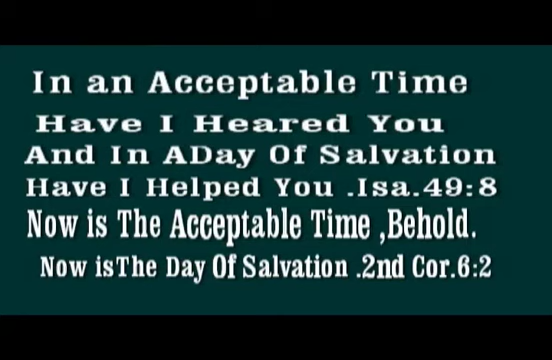 In an Acceptable Time
Have I Heared You
And In ADay Of Salvation
Have I Helped You .Isa.49:8
Now is The Acceptable Time ,Behold.
Now isThe Day Of Salvation .2nd Cor.6:2